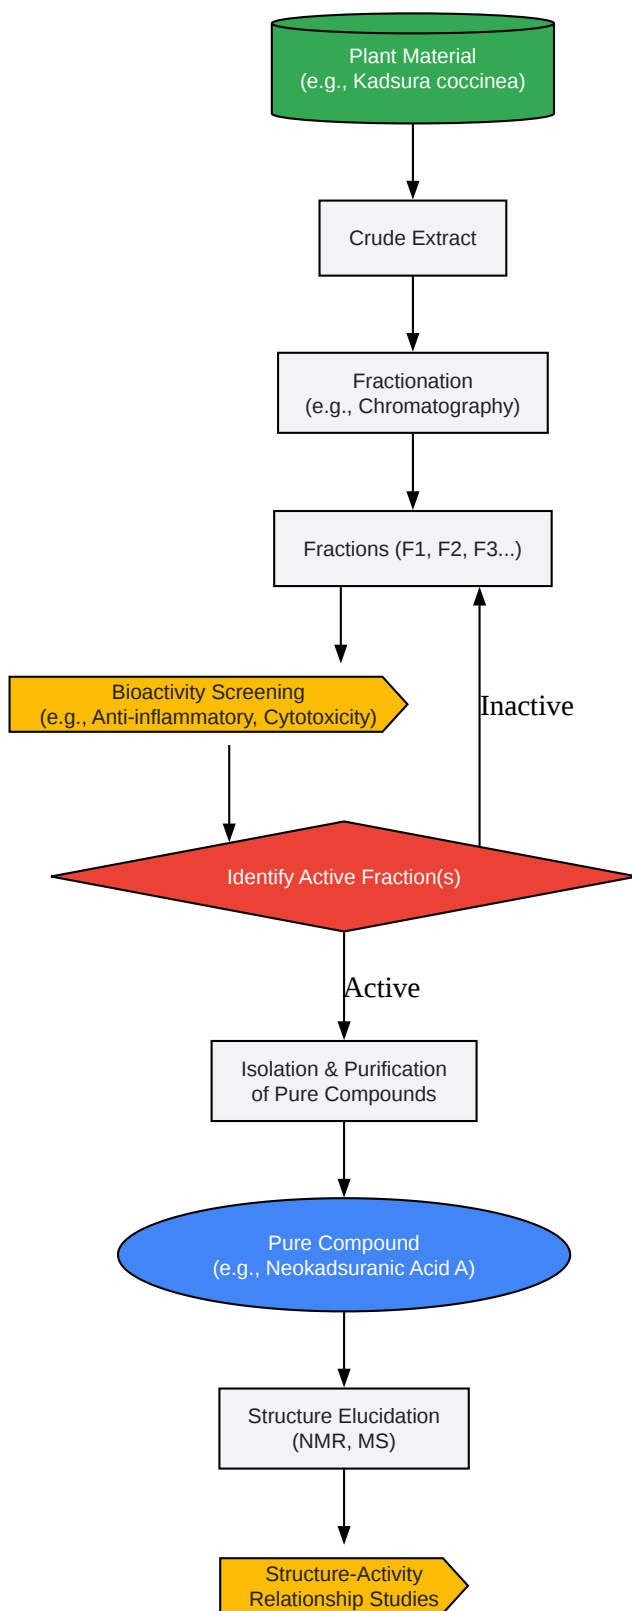 Plant Material
(e.g., Kadsura coccinea)
Crude Extract
Fractionation
(e.g., Chromatography)
Fractions (F1, F2, F3...)
Bioactivity Screening
(e.g., Anti-inflammatory, Cytotoxicity)
Inactive
Identify Active Fraction(s)
Active
Isolation & Purification
of Pure Compounds
Pure Compound
(e.g., Neokadsuranic Acid A)
Structure Elucidation
(NMR, MS)
Structure-Activity
Relationship Studies